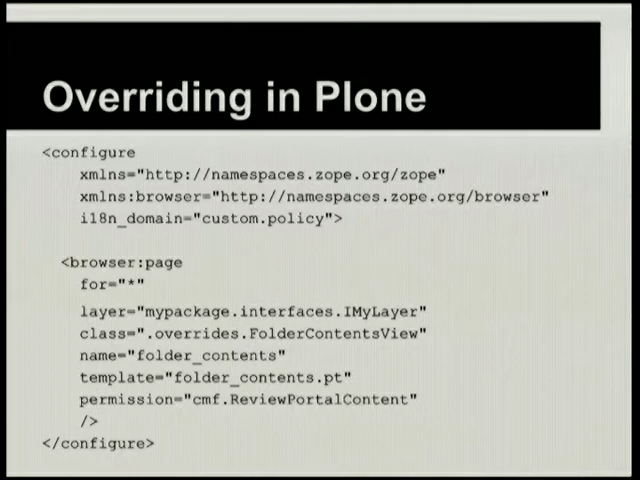 Overriding in Plone
<configure
xmlns="http://namespaces.zope.org/zope"
xmlns:browser="http://namespaces.zope.org/browser"
i18n_domain="custom.policy">
<browser:page
for="*"
layer="mypackage.interfaces.IMyLayer"
class=".overrides.FolderContentsView"
name="folder_contents"
template="folder_contents.pt"
permission="cmf.ReviewPortalContent"
/>
</configure>